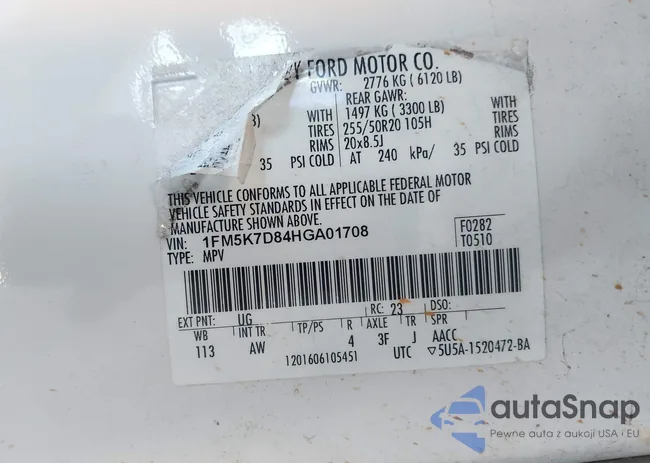 FORD MOTOR CO.
GVWR: 2776 KG ( 6120 LB)
REAR GAWR:
WITH 1497 KG ( 3300 LB) WITH
TIRES 255/50R20 105H TIRES
RIMS 20x8.5J RIMS
35 PSI COLD AT 240 kPa/ 35 PSI COLD
THIS VEHICLE CONFORMS TO ALL APPLICABLE FEDERAL MOTOR
VEHICLE SAFETY STANDARDS IN EFFECT ON THE DATE OF
MANUFACTURE SHOWN ABOVE.
VIN: 1FM5K7D84HGA01708
TYPE: MPV
F0282
T0510
EXT PNT: UG RC: 23 DSO:
WB INT TR TP/PS R AXLE TR SPR
113 AW 4 3F J AACC
1201606105451 UTC ▽5U5A-1520472-BA
autoSnap
Pewne auta z aukcji USA i EU